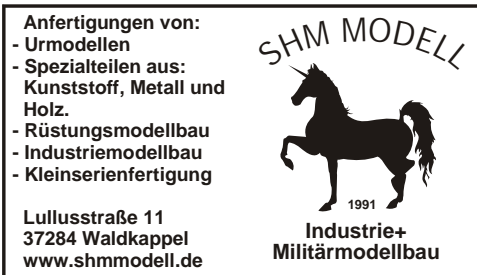 Anfertigungen von:
- Urmodellen
- Spezialteilen aus:
Kunststoff, Metall und
Holz.
- Rüstungsmodellbau
- Industriemodellbau
- Kleinserienfertigung
Lullusstraße 11
37284 Waldkappel
www.shmmodell.de
SHM MODELL
1991
Industrie+
Militärmodellbau